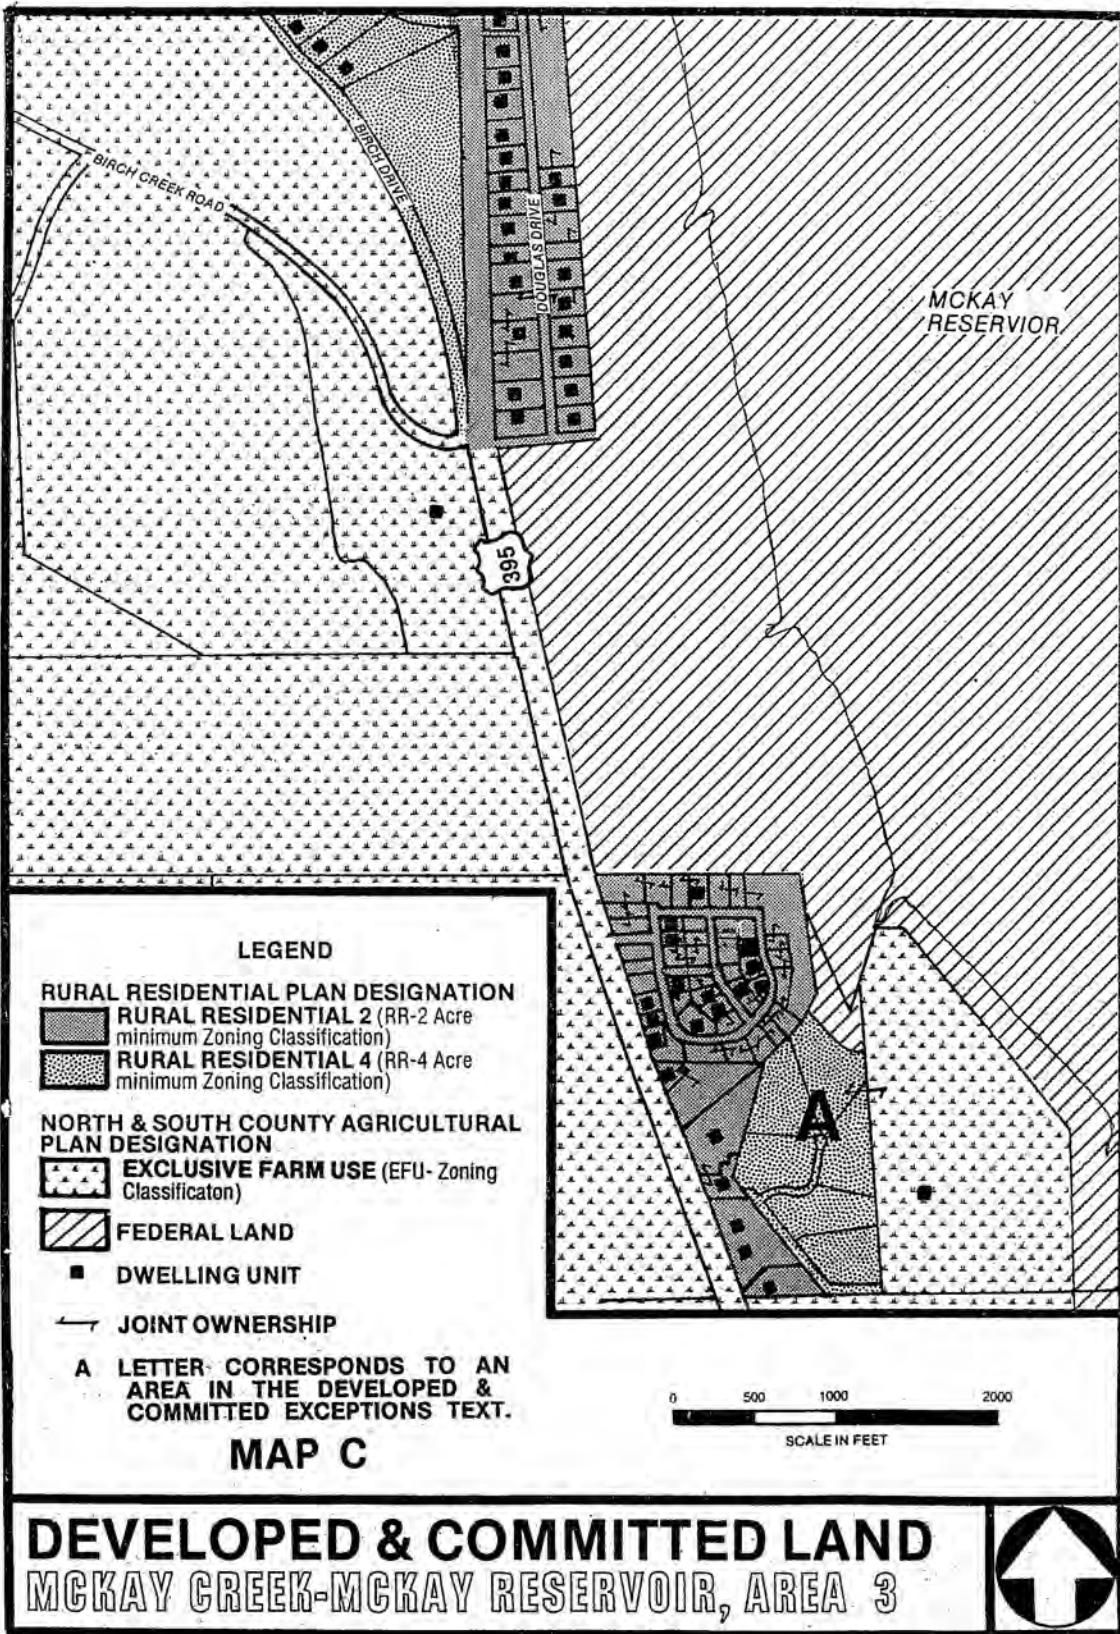 BIRCH DRIVE
BIRCH CREEK ROAD
DOUGLAS DRIVE
MCKAY
RESERVIOR
395
A
LEGEND
RURAL RESIDENTIAL PLAN DESIGNATION
RURAL RESIDENTIAL 2 (RR-2 Acre
minimum Zoning Classification)
RURAL RESIDENTIAL 4 (RR-4 Acre
minimum Zoning Classification)
NORTH & SOUTH COUNTY AGRICULTURAL
PLAN DESIGNATION
EXCLUSIVE FARM USE (EFU- Zoning
Classificaton)
FEDERAL LAND
DWELLING UNIT
JOINT OWNERSHIP
A LETTER CORRESPONDS TO AN
AREA IN THE DEVELOPED &
COMMITTED EXCEPTIONS TEXT.
MAP C
0 500 1000 2000
SCALE IN FEET
DEVELOPED & COMMITTED LAND
MCKAY CREEK-MCKAY RESERVOIR, AREA 3